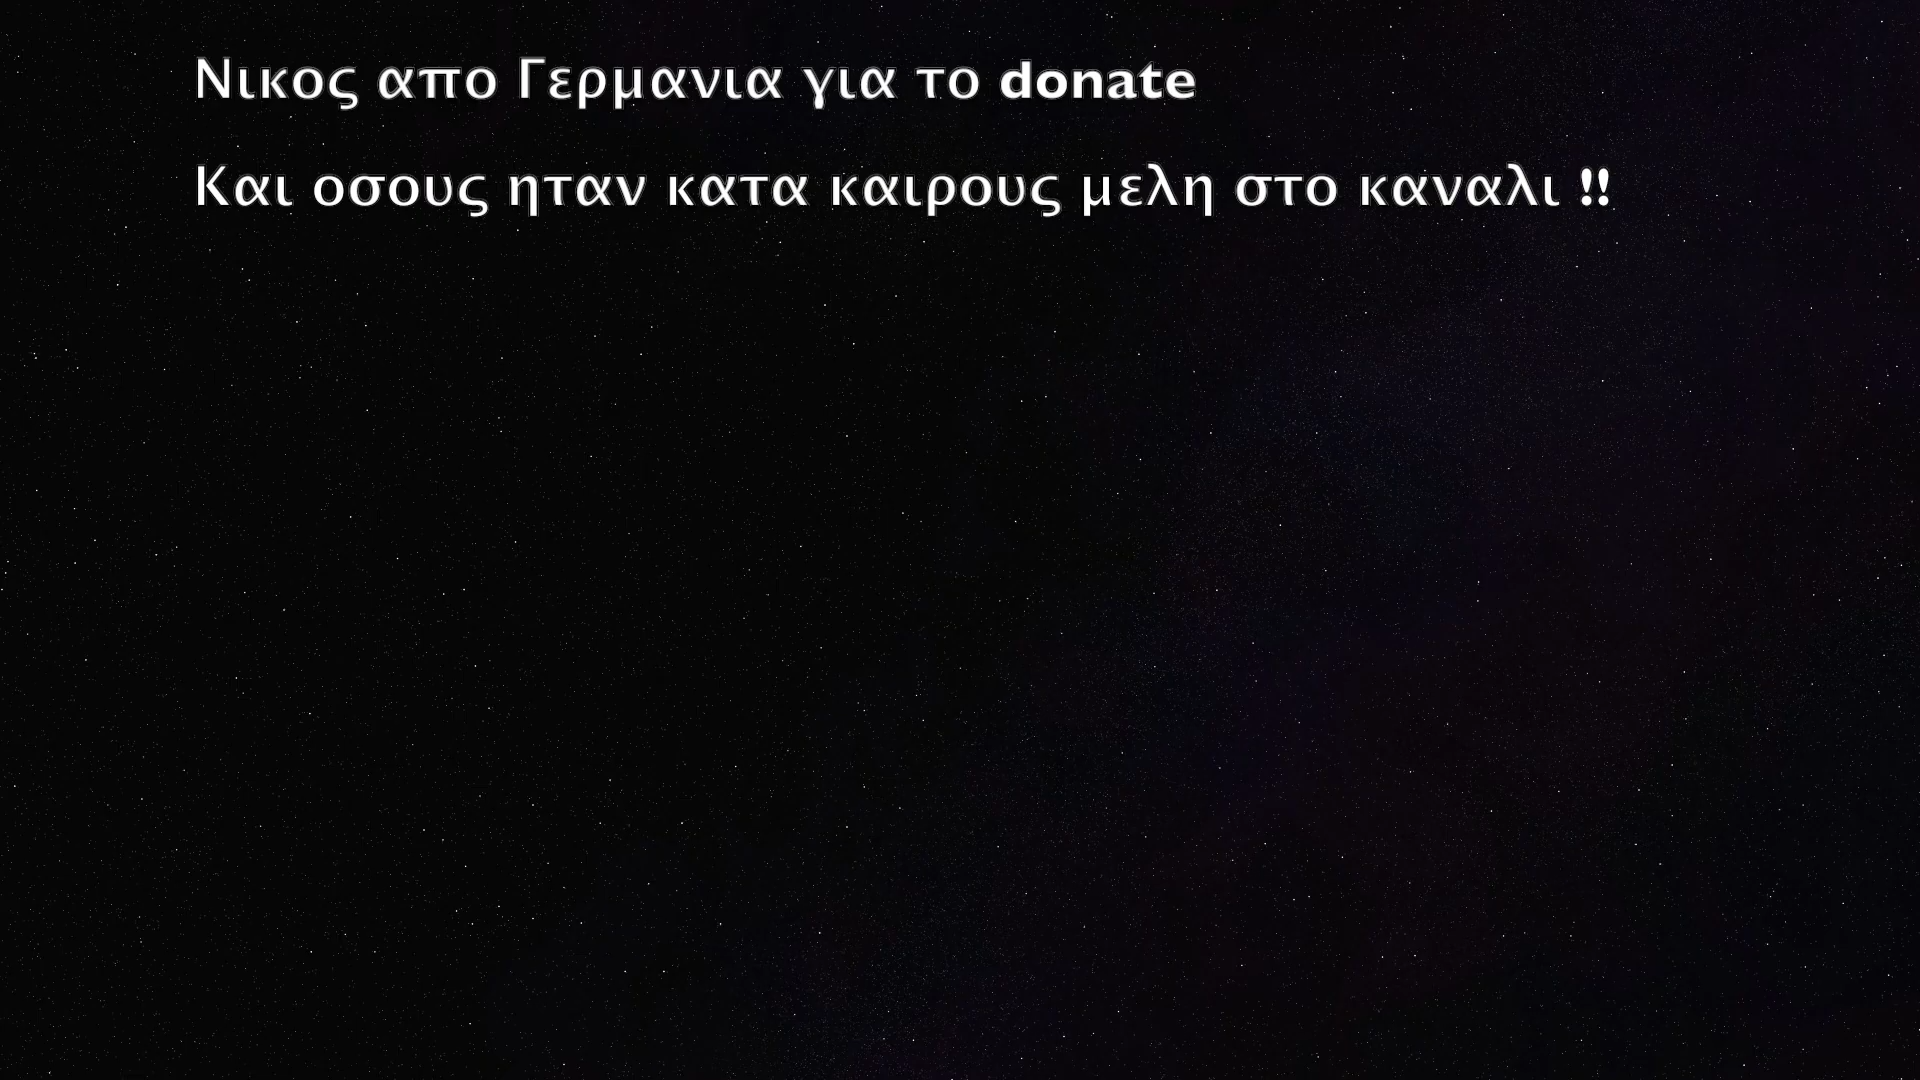 Νικος απο Γερμανια για το donate
Και οσους ηταν κατα καιρους μελη στο καναλι !!